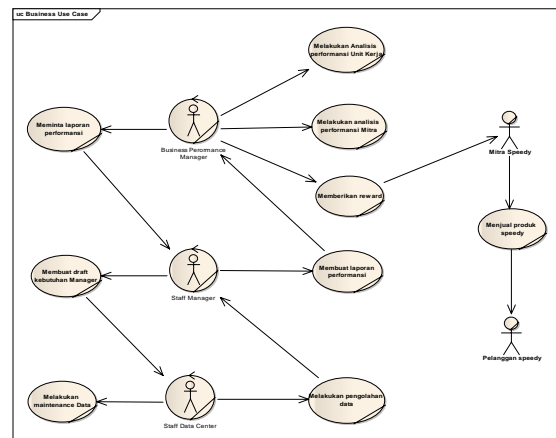 uc Business Use Case
Melakukan Analisis
performansi Unit Kerja
Meminta laporan
performansi
Business Perormance
Manager
Melakukan analisis
performansi Mitra
Mitra Speedy
Memberikan reward
Menjual produk
speedy
Membuat draft
kebutuhan Manager
Staff Manager
Membuat laporan
performansi
Pelanggan speedy
Melakukan
maintenance Data
Staff Data Center
Melakukan pengolahan
data